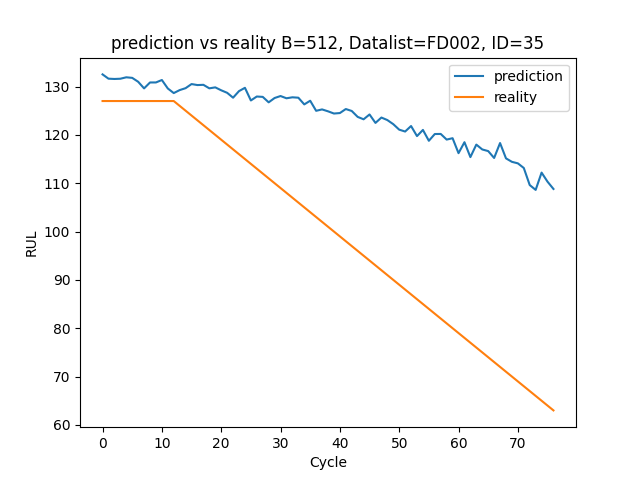 prediction vs reality B=512, Datalist=FD002, ID=35
prediction
reality
RUL
130
120
110
100
90
80
70
60
0 10 20 30 40 50 60 70
Cycle